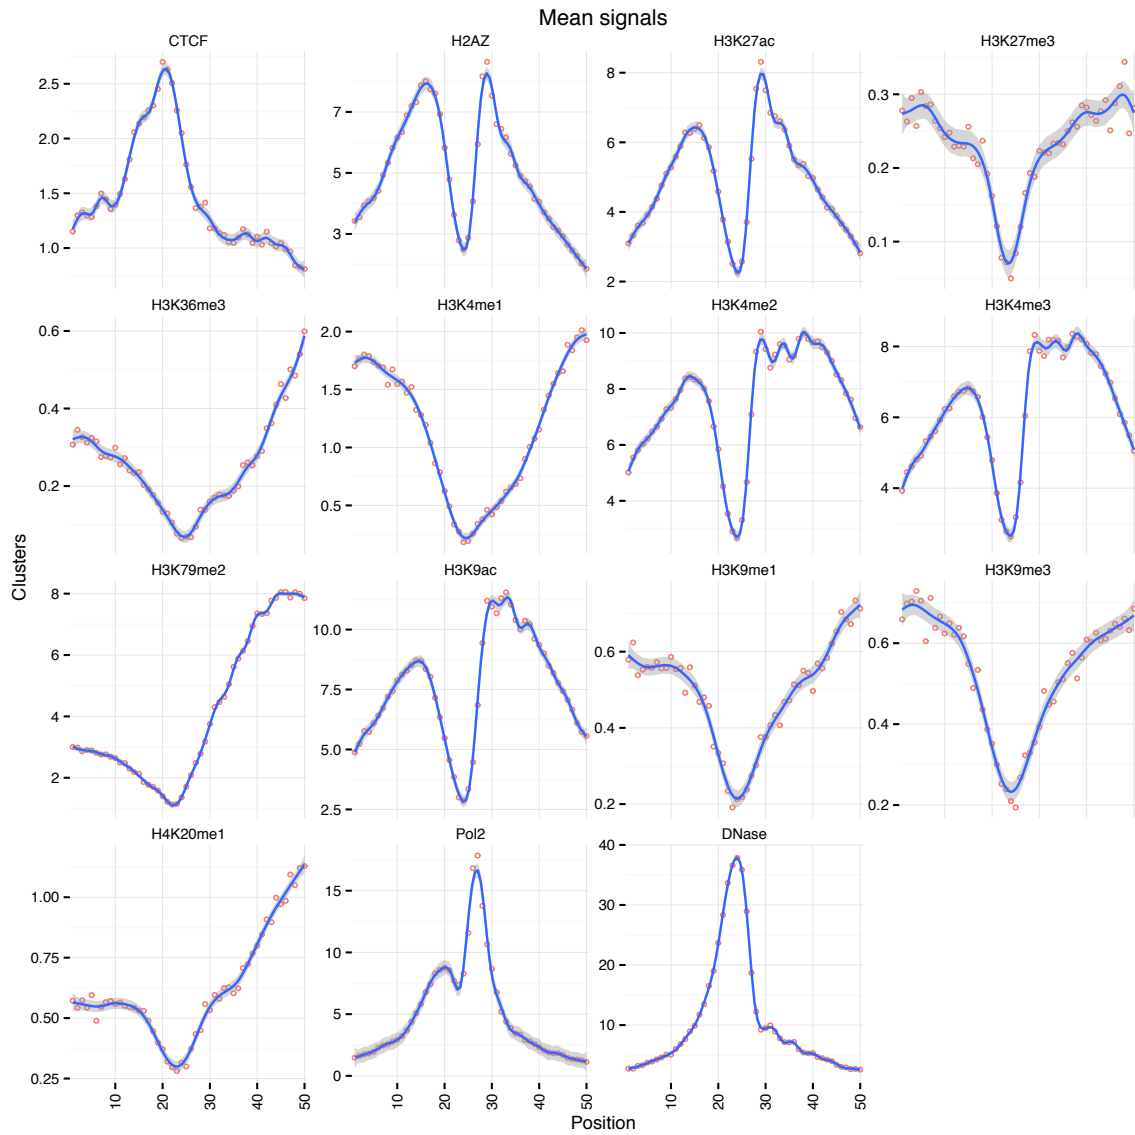 Mean signals
CTCF H2AZ H3K27ac H3K27me3
2.5 2.0 1.5 1.0
7 5 3
8 6 4 2
0.3 0.2 0.1
H3K36me3 H3K4me1 H3K4me2 H3K4me3
0.6 0.4 0.2
2.0 1.5 1.0 0.5
10 8 6 4
8 6 4
Clusters
H3K79me2 H3K9ac H3K9me1 H3K9me3
8 6 4 2
10.0 7.5 5.0 2.5
0.6 0.4 0.2
0.6 0.4 0.2
H4K20me1 Pol2 DNase
1.00 0.75 0.50 0.25
15 10 5 0
40 30 20 10
10 20 30 40 50 10 20 30 40 50 10 20 30 40 50
Position